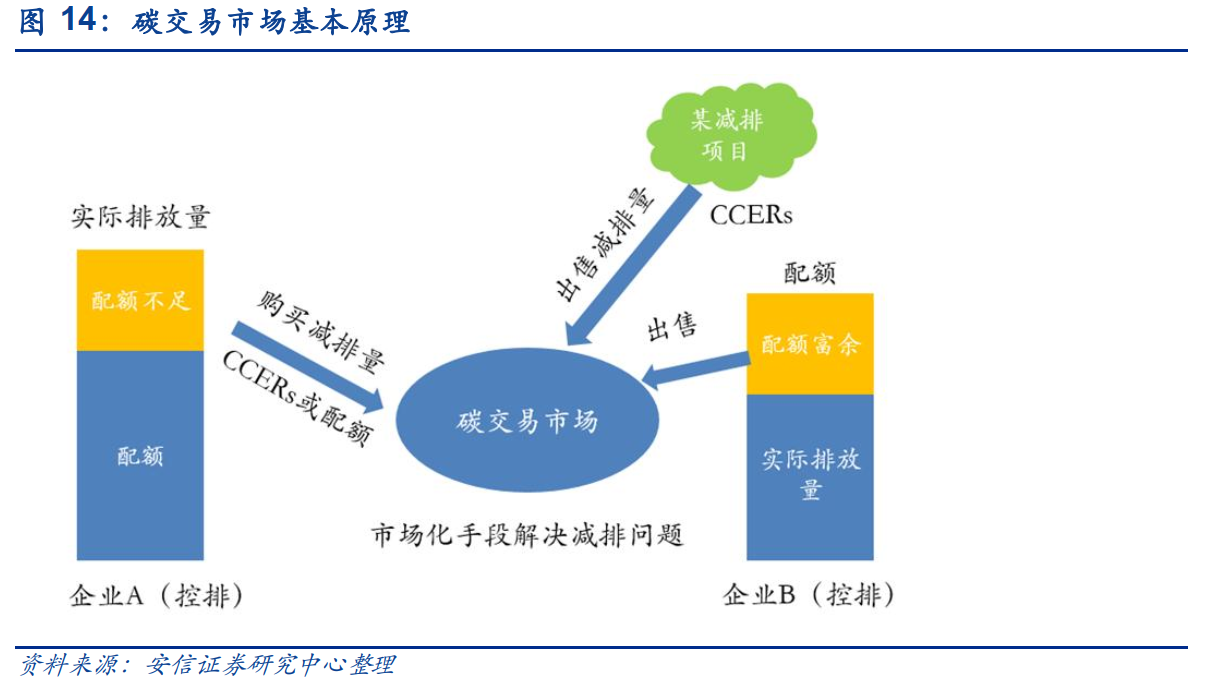 图 14：碳交易市场基本原理
某减排
项目
CCERs
出售减排量
实际排放量
配额不足
配额
企业A（控排）
购买减排量
CCERs或配额
碳交易市场
市场化手段解决减排问题
出售
配额
配额富余
实际排放
量
企业B（控排）
资料来源：安信证券研究中心整理